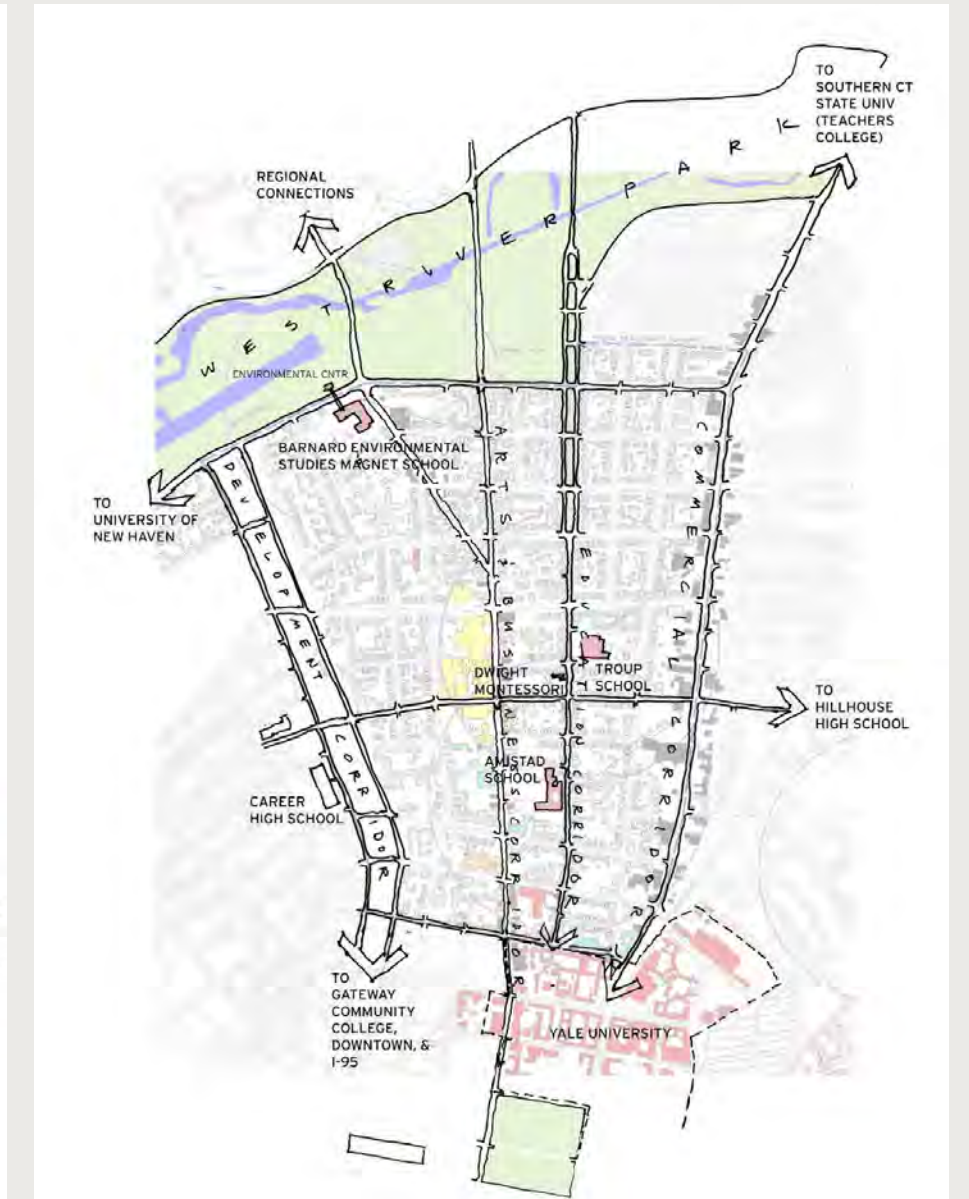 TO
SOUTHERN CT
STATE UNIV
(TEACHERS
COLLEGE)
REGIONAL
CONNECTIONS
WEST RIVER PARK
ENVIRONMENTAL CNTR
BARNARD ENVIRONMENTAL
STUDIES MAGNET SCHOOL
TO
UNIVERSITY OF
NEW HAVEN
DEVELOPMENT CORRIDOR
ARTS & BUSINESS CORRIDOR
EDUCATION CORRIDOR
COMMERCIAL CORRIDOR
DWIGHT
MONTESSORI
TROUP
SCHOOL
TO
HILLHOUSE
HIGH SCHOOL
AMISTAD
SCHOOL
CAREER
HIGH SCHOOL
TO
GATEWAY
COMMUNITY
COLLEGE,
DOWNTOWN, &
I-95
YALE UNIVERSITY